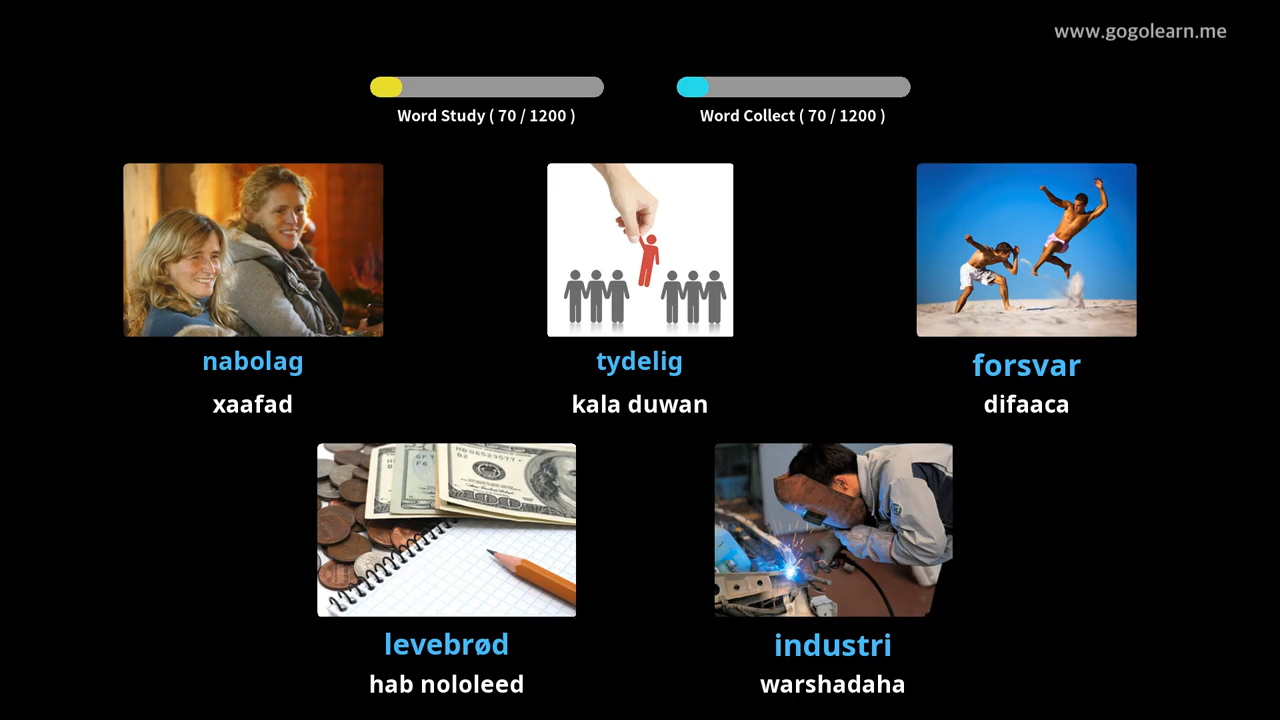 www.gogolearn.me
Word Study ( 70 / 1200 )
Word Collect ( 70 / 1200 )
nabolag
tydelig
forsvar
xaafad
kala duwan
difaaca
levebrød
industri
hab nololeed
warshadaha